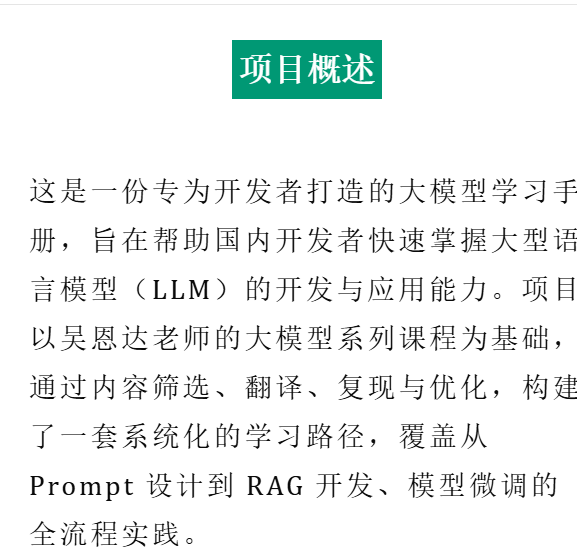 项目概述
这是一份专为开发者打造的大模型学习手
册，旨在帮助国内开发者快速掌握大型语
言模型（LLM）的开发与应用能力。项目
以吴恩达老师的大模型系列课程为基础，
通过内容筛选、翻译、复现与优化，构建
了一套系统化的学习路径，覆盖从
Prompt 设计到 RAG 开发、模型微调的
全流程实践。